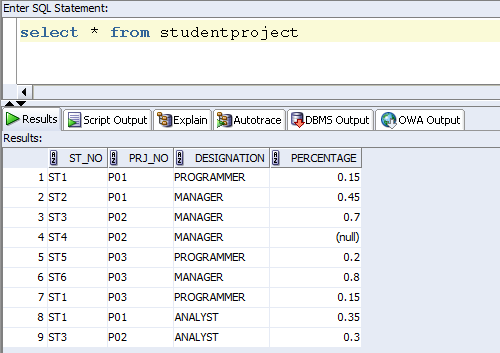 Enter SQL Statement:
select * from studentproject
Results Script Output Explain Autotrace DBMS Output OWA Output
Results:
ST_NO PRJ_NO DESIGNATION PERCENTAGE
1 ST1 P01 PROGRAMMER 0.15
2 ST2 P01 MANAGER 0.45
3 ST3 P02 MANAGER 0.7
4 ST4 P02 MANAGER (null)
5 ST5 P03 PROGRAMMER 0.2
6 ST6 P03 MANAGER 0.8
7 ST1 P03 PROGRAMMER 0.15
8 ST1 P01 ANALYST 0.35
9 ST3 P02 ANALYST 0.3